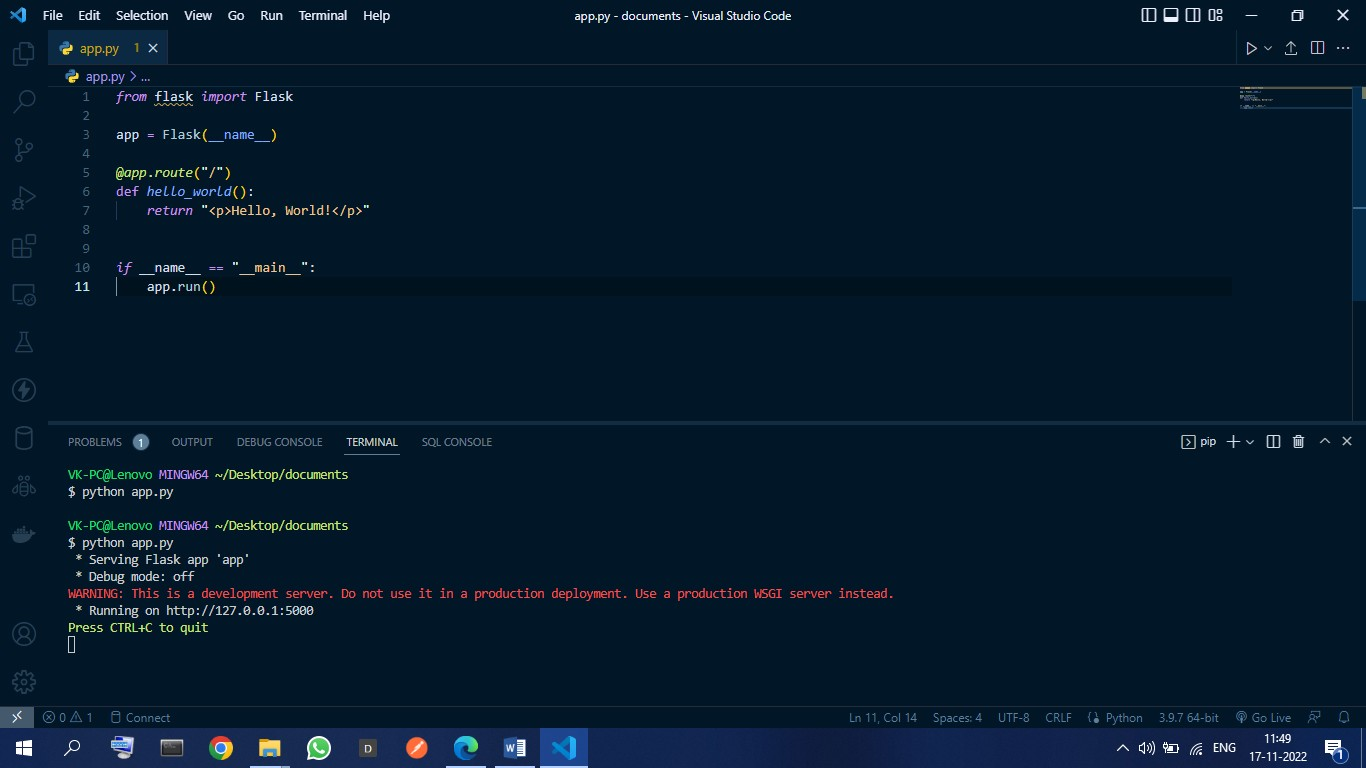 File Edit Selection View Go Run Terminal Help app.py - documents - Visual Studio Code
app.py 1
app.py > ...
1 from flask import Flask
2
3 app = Flask(__name__)
4
5 @app.route("/")
6 def hello_world():
7 return "<p>Hello, World!</p>"
8
9
10 if __name__ == "__main__":
11 app.run()
PROBLEMS 1 OUTPUT DEBUG CONSOLE TERMINAL SQL CONSOLE pip
VK-PC@Lenovo MINGW64 ~/Desktop/documents
$ python app.py
VK-PC@Lenovo MINGW64 ~/Desktop/documents
$ python app.py
* Serving Flask app 'app'
* Debug mode: off
WARNING: This is a development server. Do not use it in a production deployment. Use a production WSGI server instead.
* Running on http://127.0.0.1:5000
Press CTRL+C to quit
0 1 Connect Ln 11, Col 14 Spaces: 4 UTF-8 CRLF Python 3.9.7 64-bit Go Live
D ENG 11:49
17-11-2022 1